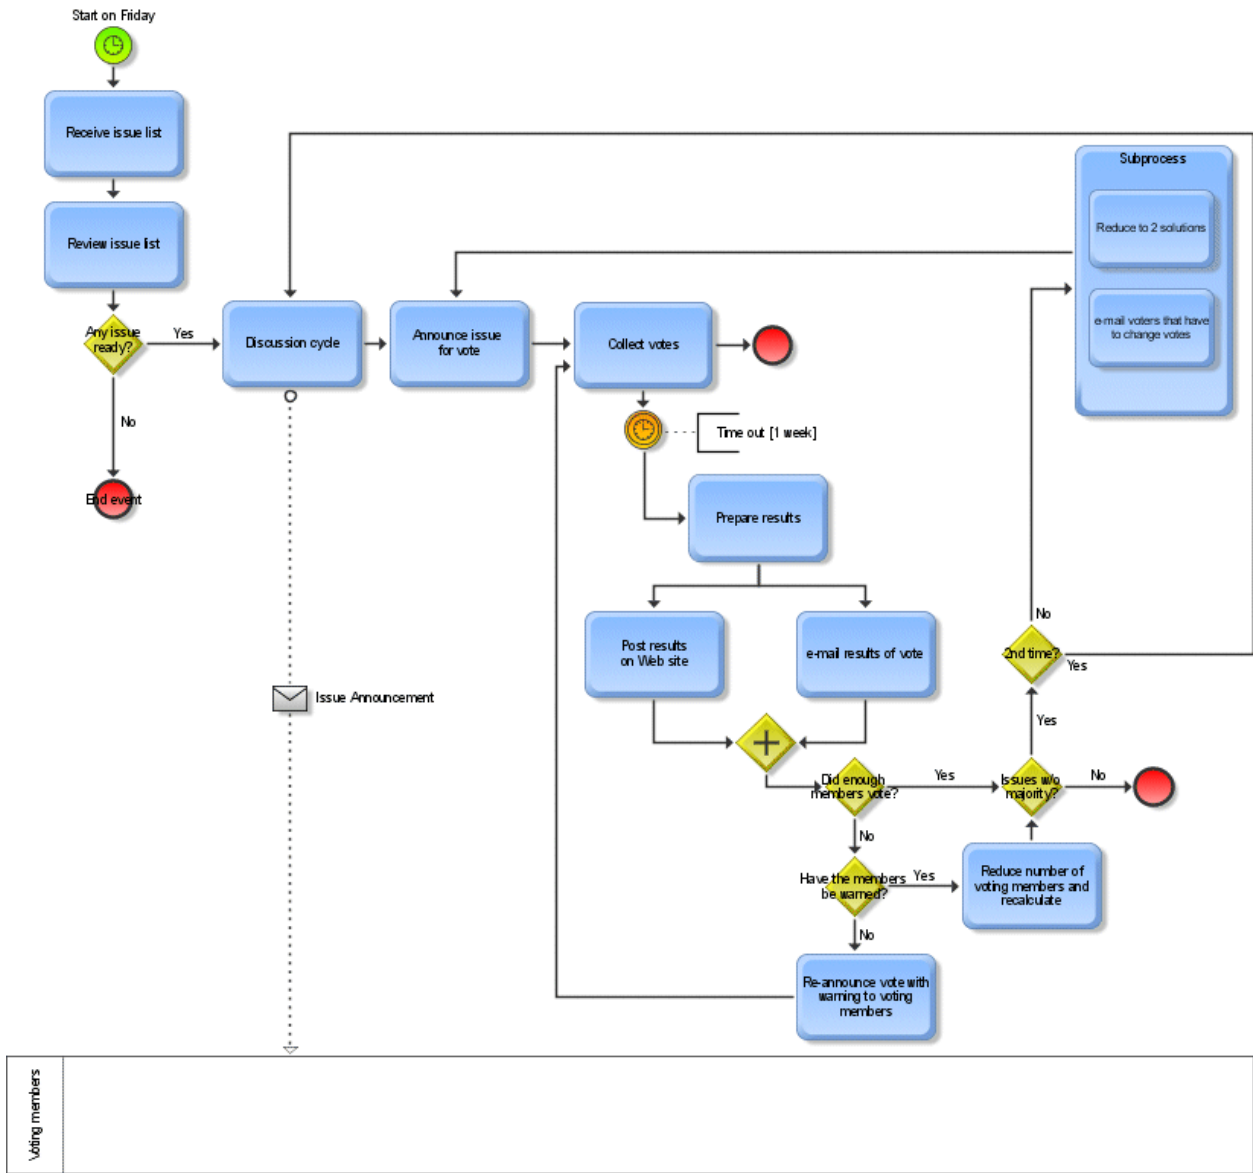 Start on Friday
Receive issue list
Subprocess
Reduce to 2 solutions
Review issue list
e-mail voters that have
to change votes
Any issue
ready?
Yes
Discussion cycle
Announce issue
for vote
Collect votes
No
Time out [1 week]
End event
Prepare results
No
Post results
on Web site
e-mail results of vote
2nd time?
Yes
Issue Announcement
Yes
Did enough
members vote?
Yes
Issues w/o
majority?
No
No
Have the members
be warned?
Yes
Reduce number of
voting members and
recalculate
No
Re-announce vote with
warning to voting
members
Voting members